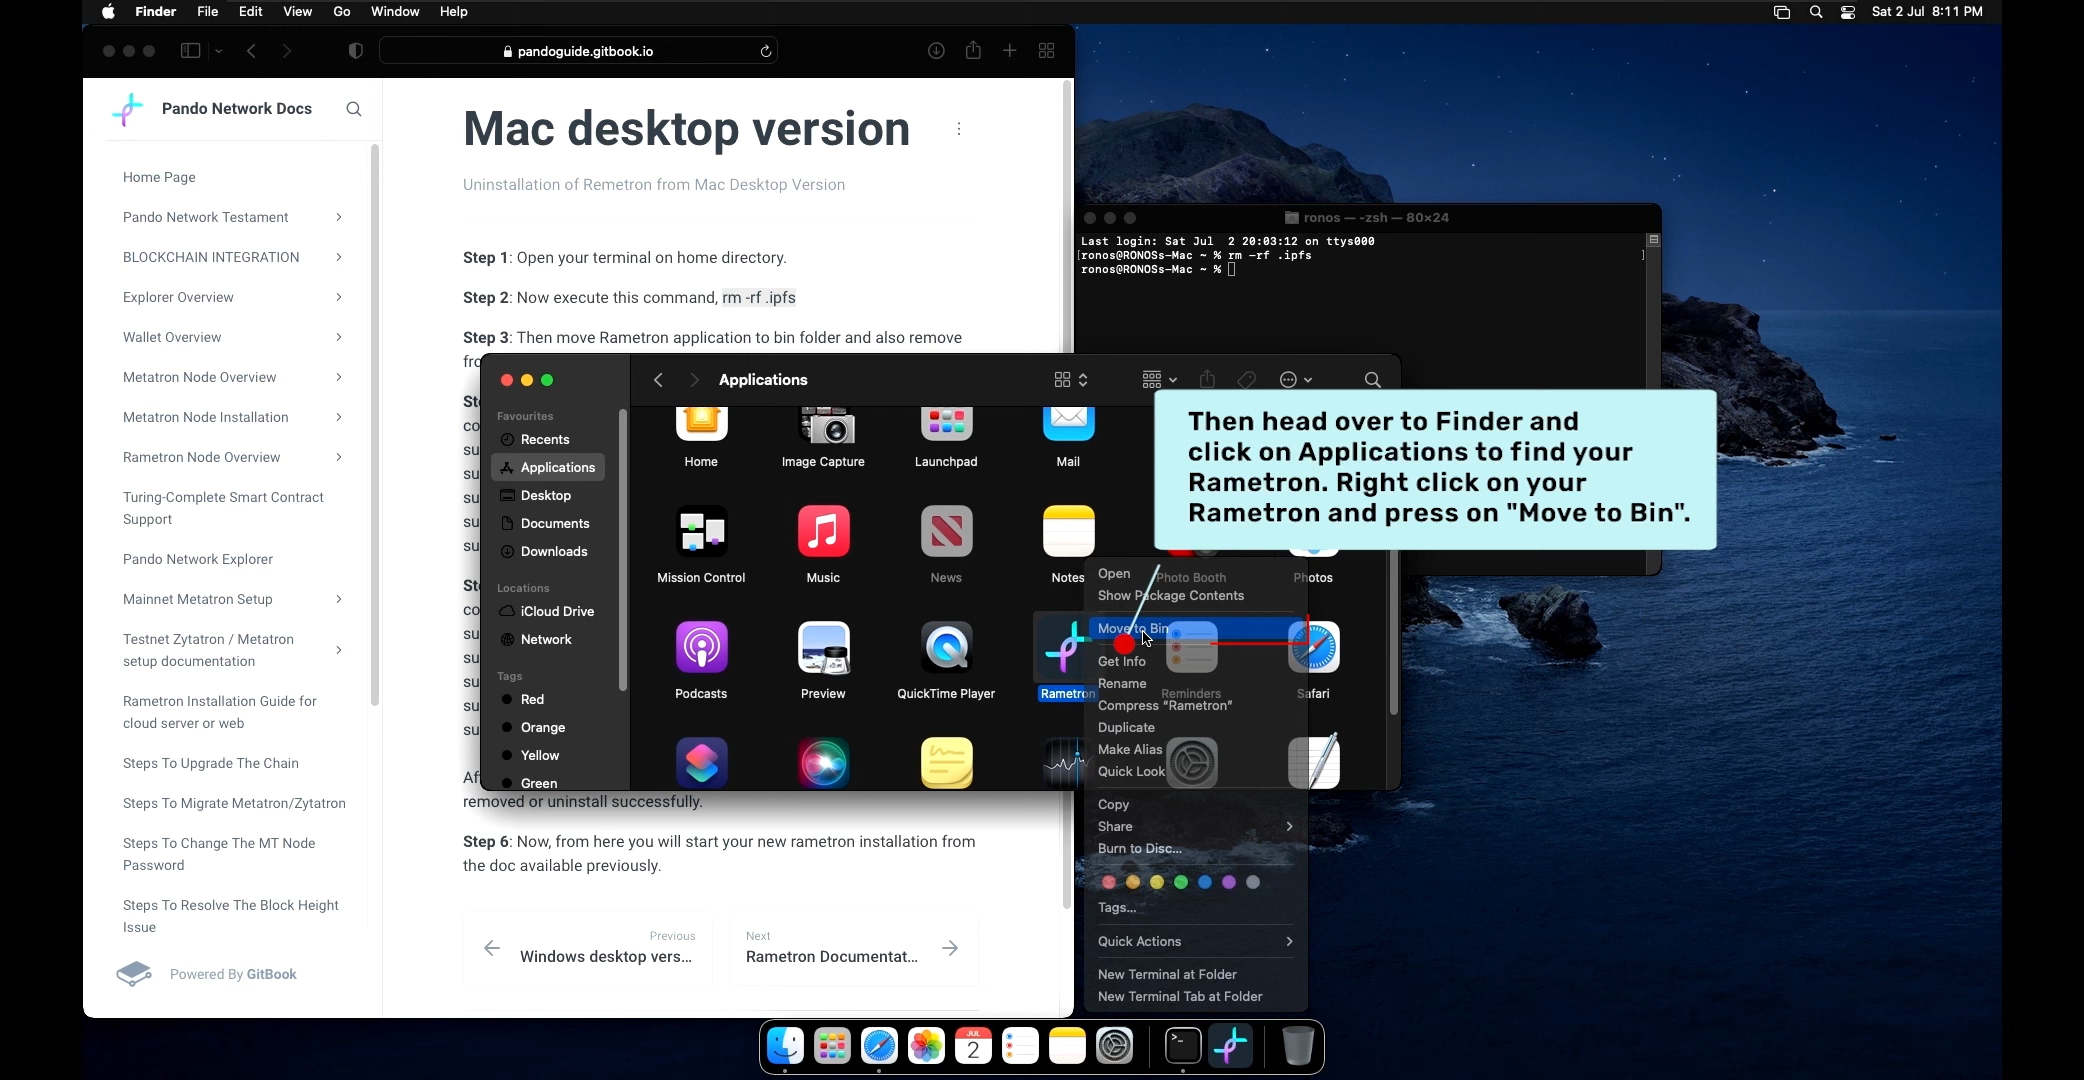 Finder File Edit View Go Window Help
Sat 2 Jul 8:11 PM
pandoguide.gitbook.io
Pando Network Docs
Home Page
Pando Network Testament
BLOCKCHAIN INTEGRATION
Explorer Overview
Wallet Overview
Metatron Node Overview
Metatron Node Installation
Rametron Node Overview
Turing-Complete Smart Contract
Support
Pando Network Explorer
Mainnet Metatron Setup
Testnet Zytatron / Metatron
setup documentation
Rametron Installation Guide for
cloud server or web
Steps To Upgrade The Chain
Steps To Migrate Metatron/Zytatron
Steps To Change The MT Node
Password
Steps To Resolve The Block Height
Issue
Powered By GitBook
Mac desktop version
Uninstallation of Remetron from Mac Desktop Version
Step 1: Open your terminal on home directory.
Step 2: Now execute this command, rm -rf .ipfs
Step 3: Then move Rametron application to bin folder and also remove
removed or uninstall successfully.
Step 6: Now, from here you will start your new rametron installation from
the doc available previously.
Previous
Windows desktop vers...
Next
Rametron Documentat...
ronos — -zsh — 80×24
Last login: Sat Jul 2 20:03:12 on ttys000
[ronos@RONOSs-Mac ~ % rm -rf .ipfs ]
ronos@RONOSs-Mac ~ %
Applications
Favourites
Recents
Applications
Desktop
Documents
Downloads
Locations
iCloud Drive
Network
Tags
Red
Orange
Yellow
Green
Home Image Capture Launchpad Mail
Mission Control Music News Notes Photo Booth Photos
Podcasts Preview QuickTime Player Rametron Reminders Safari
Then head over to Finder and
click on Applications to find your
Rametron. Right click on your
Rametron and press on "Move to Bin".
Open
Show Package Contents
Move to Bin
Get Info
Rename
Compress “Rametron”
Duplicate
Make Alias
Quick Look
Copy
Share
Burn to Disc...
Tags...
Quick Actions
New Terminal at Folder
New Terminal Tab at Folder
JUL
2